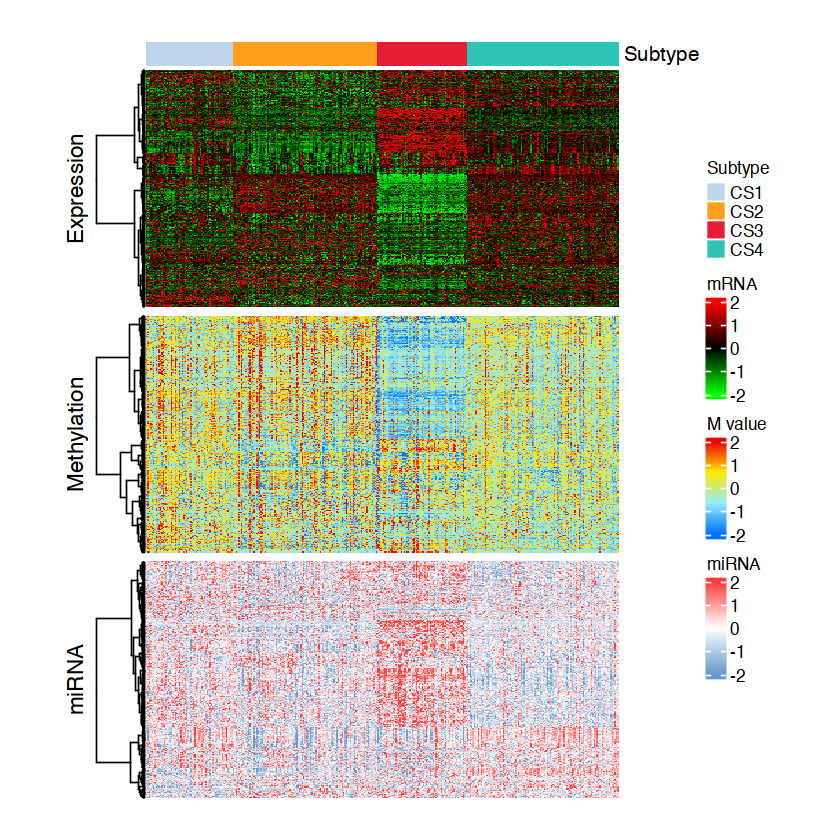 Subtype
Expression
Methylation
miRNA
Subtype
CS1
CS2
CS3
CS4
mRNA
2
1
0
-1
-2
M value
2
1
0
-1
-2
miRNA
2
1
0
-1
-2